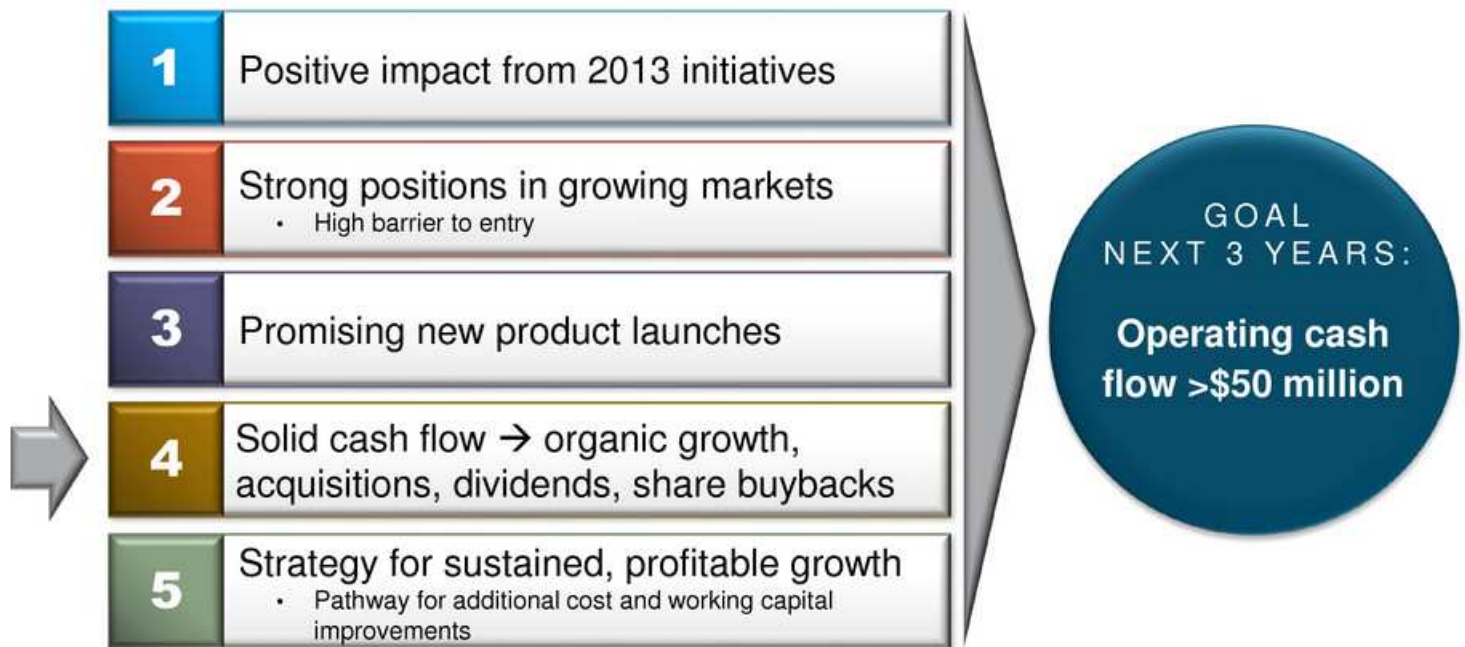 1
Positive impact from 2013 initiatives
2
Strong positions in growing markets
• High barrier to entry
3
Promising new product launches
4
Solid cash flow → organic growth,
acquisitions, dividends, share buybacks
5
Strategy for sustained, profitable growth
• Pathway for additional cost and working capital
improvements
GOAL
NEXT 3 YEARS:
Operating cash
flow >$50 million